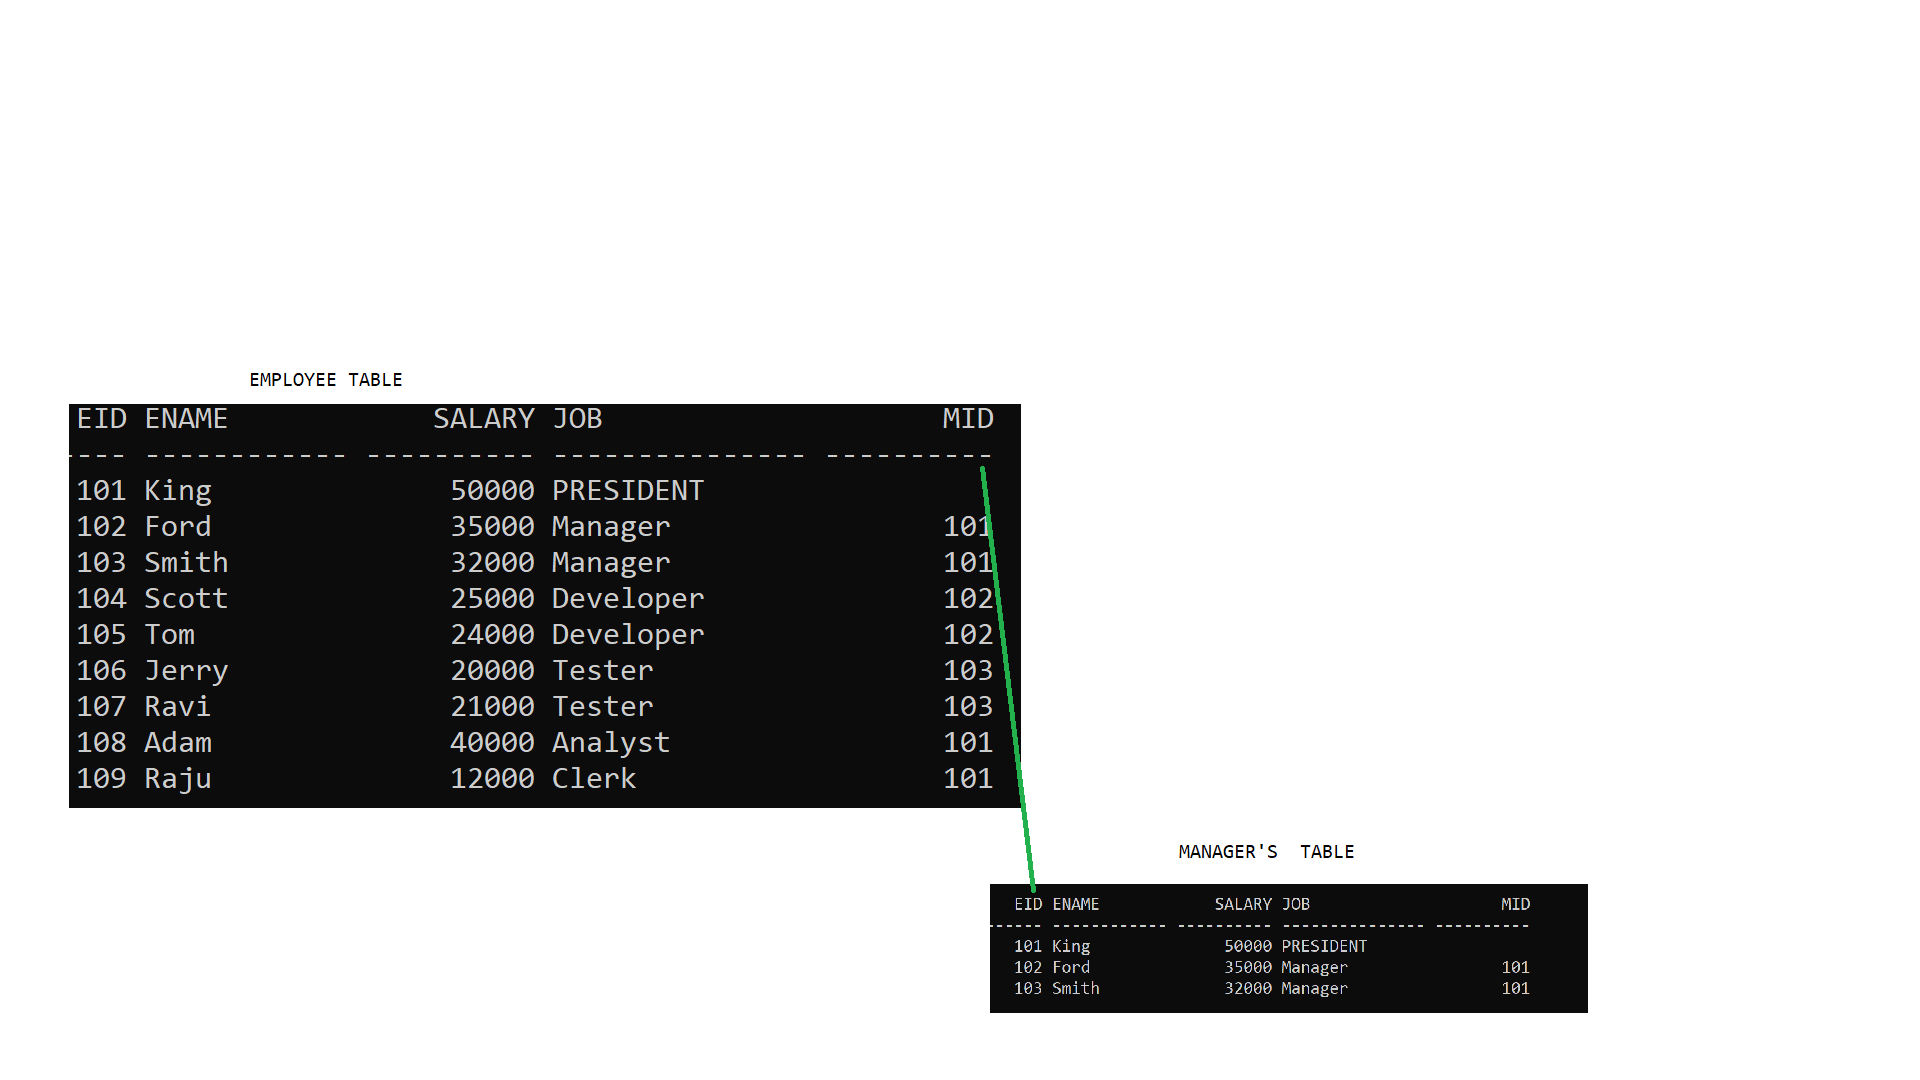 EMPLOYEE TABLE
EID ENAME SALARY JOB MID
---- ------------ ---------- --------------- ----------
101 King 50000 PRESIDENT
102 Ford 35000 Manager 101
103 Smith 32000 Manager 101
104 Scott 25000 Developer 102
105 Tom 24000 Developer 102
106 Jerry 20000 Tester 103
107 Ravi 21000 Tester 103
108 Adam 40000 Analyst 101
109 Raju 12000 Clerk 101
MANAGER'S TABLE
EID ENAME SALARY JOB MID
------ ------------ ---------- --------------- ----------
101 King 50000 PRESIDENT
102 Ford 35000 Manager 101
103 Smith 32000 Manager 101